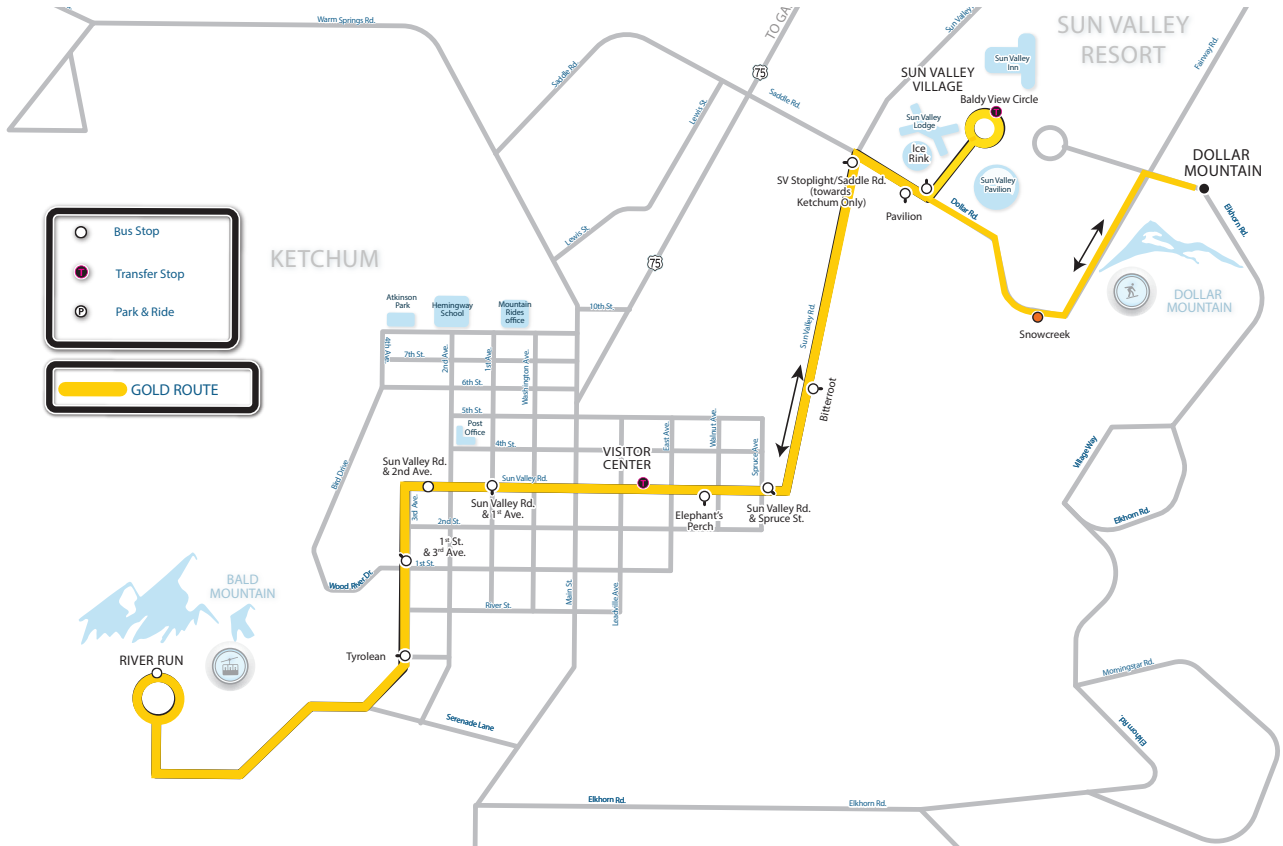 Warm Springs Rd.
TO GA
Sun Valley
SUN VALLEY
RESORT
Fairway Rd.
75
Saddle Rd.
Saddle Rd.
Lewis St.
Sun Valley
Inn
SUN VALLEY
VILLAGE
Baldy View Circle
T
Sun Valley
Lodge
Ice
Rink
Sun Valley
Pavilion
SV Stoplight/Saddle Rd.
(towards
Ketchum Only)
Pavilion
Dollar Rd.
DOLLAR
MOUNTAIN
Elkhorn Rd.
Bus Stop
T
Transfer Stop
P
Park & Ride
GOLD ROUTE
KETCHUM
Lewis St.
75
DOLLAR
MOUNTAIN
Snowcreek
Atkinson
Park
Hemingway
School
Mountain
Rides
office
10th St.
Sun Valley Rd.
4th Ave.
7th St.
2nd Ave.
1st Ave.
Washington Ave.
6th St.
5th St.
Post
Office
4th St.
East Ave.
Walnut Ave.
Spruce Ave.
Bitterroot
VISITOR
CENTER
T
Bird Drive
Sun Valley Rd.
& 2nd Ave.
Sun Valley Rd.
Sun Valley Rd.
& 1st Ave.
Elephant's
Perch
Sun Valley Rd.
& Spruce St.
3rd Ave.
2nd St.
1st St.
& 3rd Ave.
1st St.
Wood River Dr.
Main St.
Leadville Ave.
River St.
Village Way
Elkhorn Rd.
BALD
MOUNTAIN
RIVER RUN
Tyrolean
Serenade Lane
Morningstar Rd.
Elkhorn Rd.
Elkhorn Rd.
Elkhorn Rd.